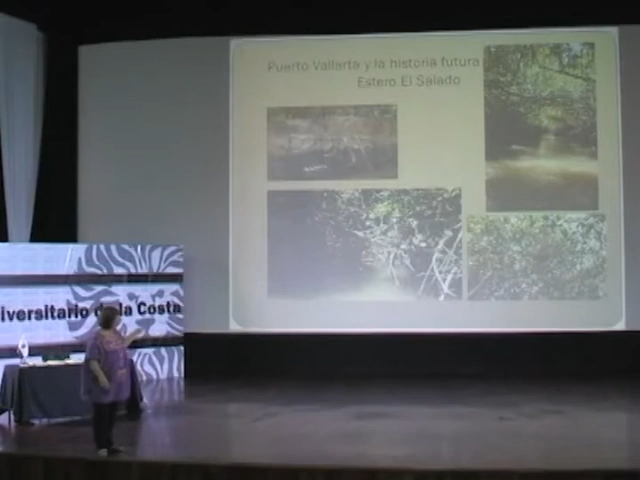 Puerto Vallarta y la historia futura
Estero El Salado
iversitario de la Costa